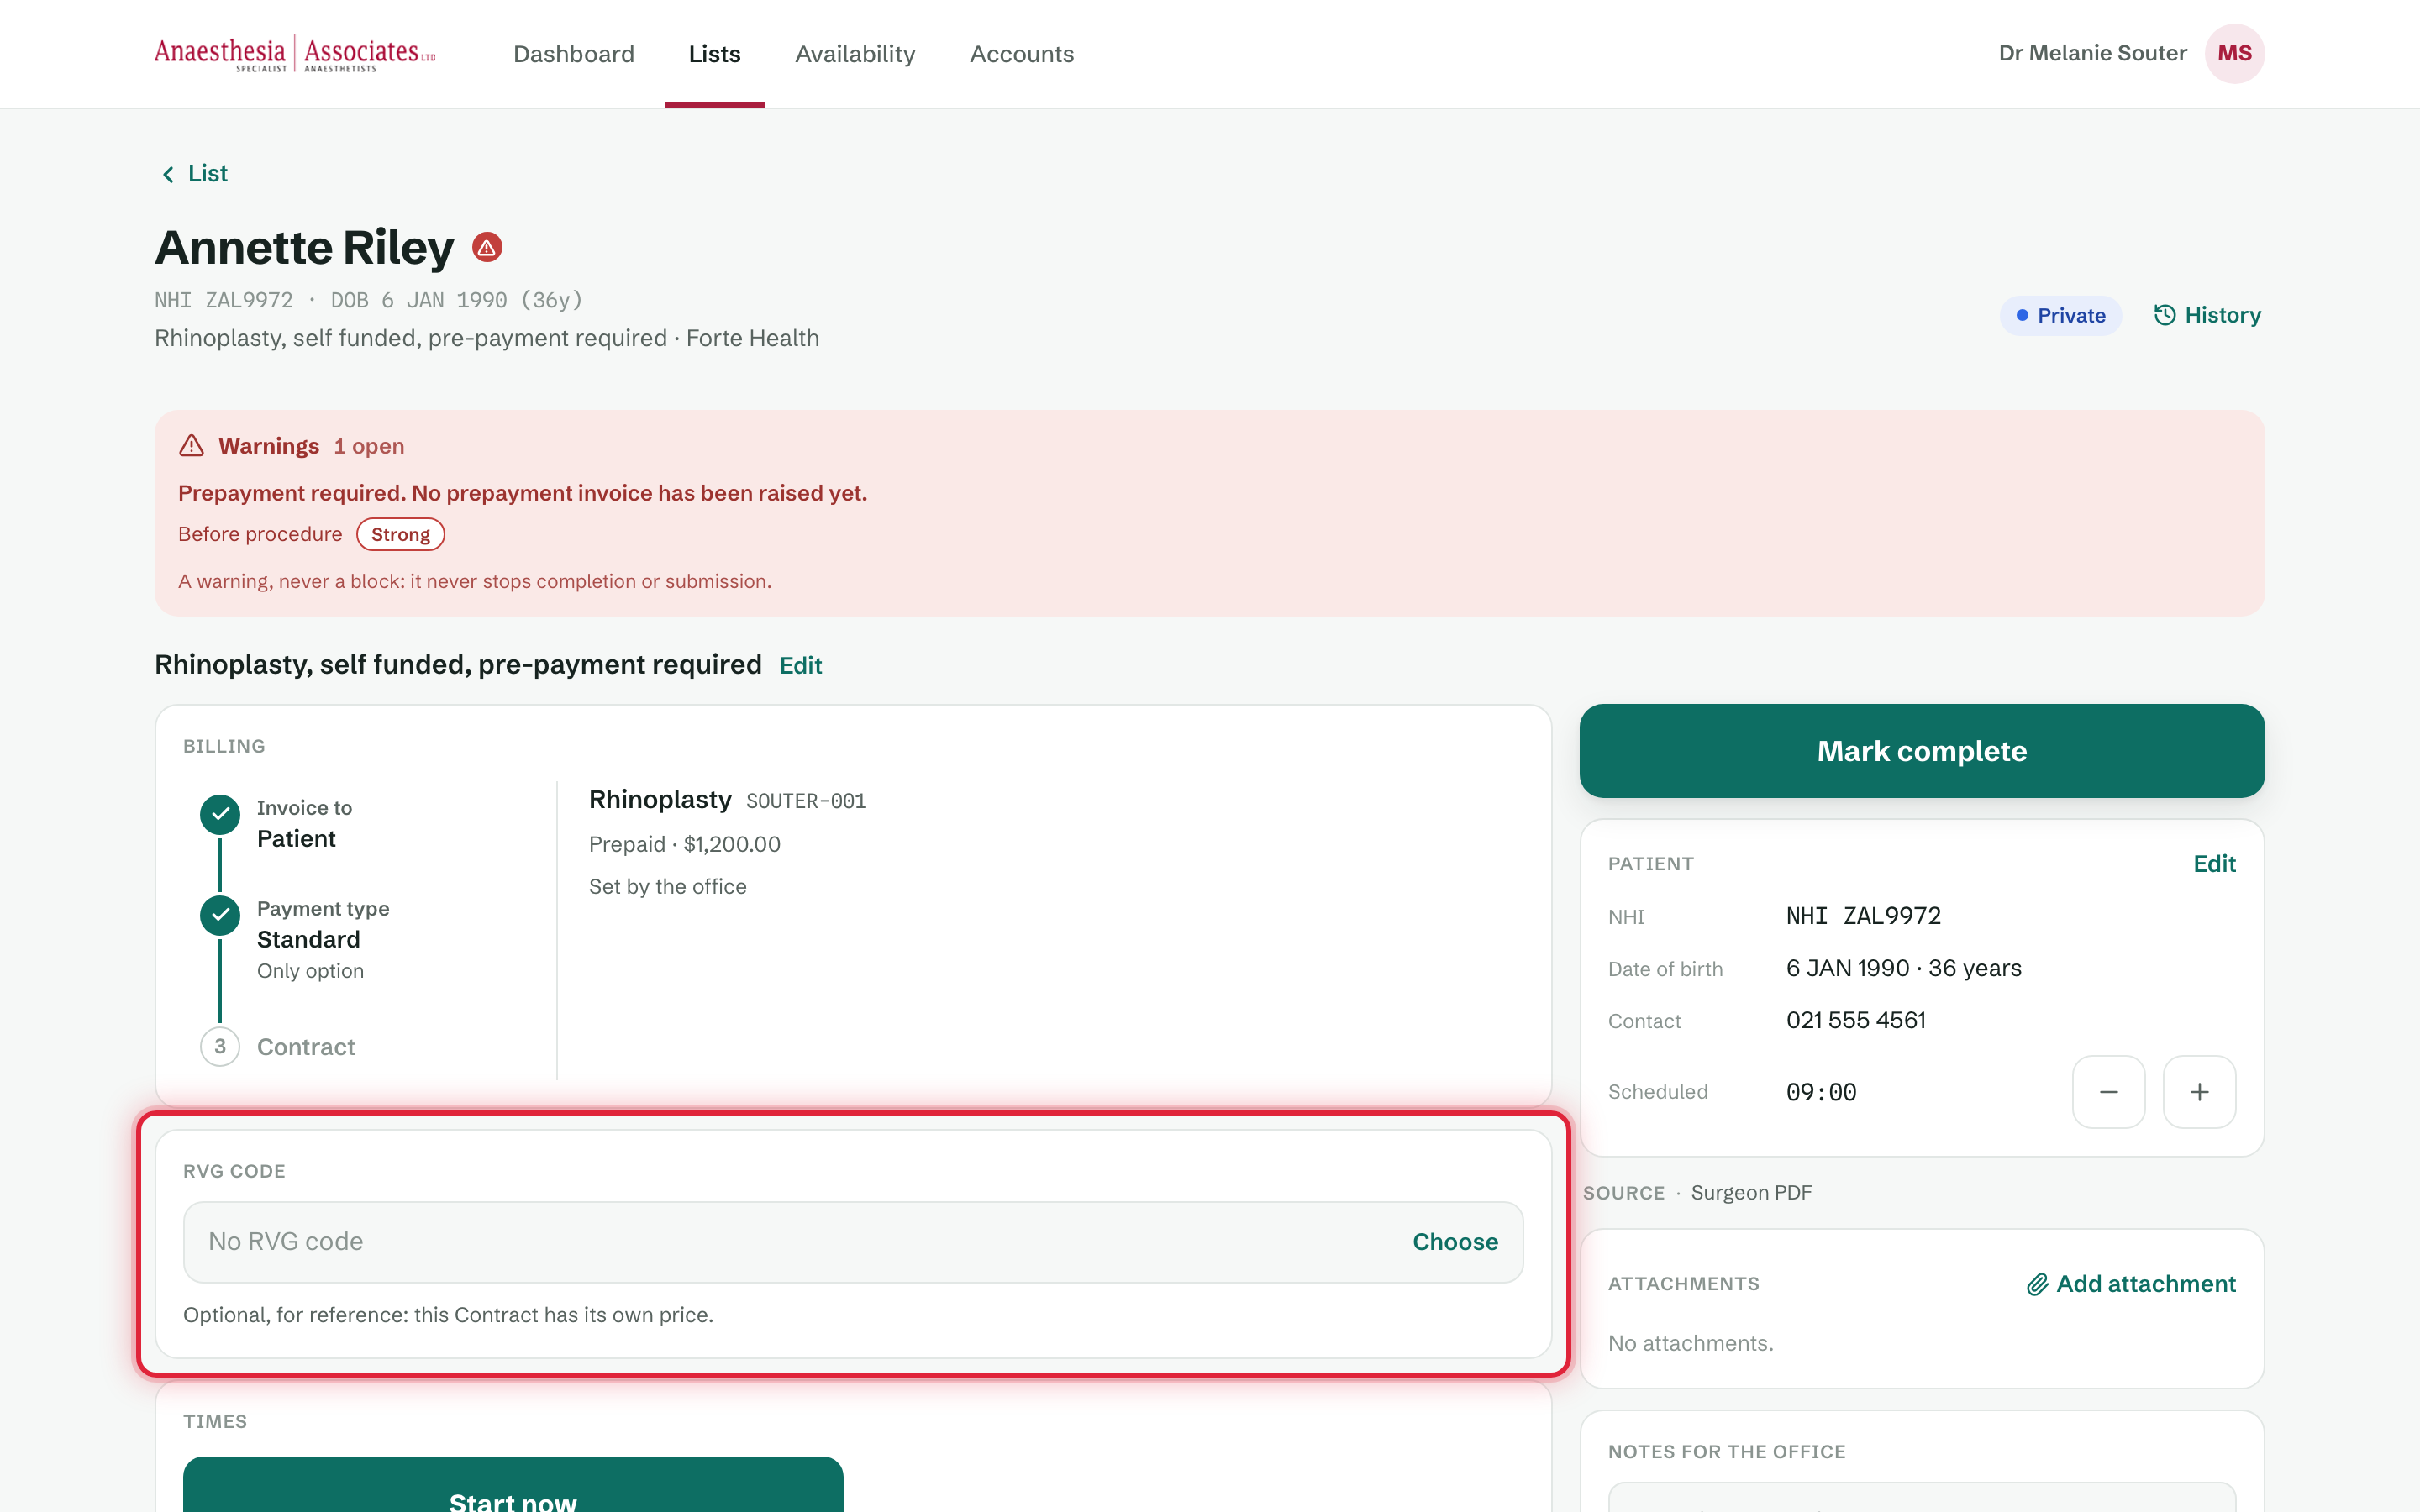 Anaesthesia Associates LTD
SPECIALIST ANAESTHETISTS
Dashboard
Lists
Availability
Accounts
Dr Melanie Souter
MS
List
Annette Riley
NHI ZAL9972 · DOB 6 JAN 1990 (36y)
Rhinoplasty, self funded, pre-payment required · Forte Health
Private
History
Warnings 1 open
Prepayment required. No prepayment invoice has been raised yet.
Before procedure Strong
A warning, never a block: it never stops completion or submission.
Rhinoplasty, self funded, pre-payment required Edit
BILLING
Invoice to
Patient
Payment type
Standard
Only option
3 Contract
Rhinoplasty SOUTER-001
Prepaid · $1,200.00
Set by the office
RVG CODE
No RVG code
Choose
Optional, for reference: this Contract has its own price.
TIMES
Start now
Mark complete
PATIENT
Edit
NHI NHI ZAL9972
Date of birth 6 JAN 1990 · 36 years
Contact 021 555 4561
Scheduled 09:00 − +
SOURCE · Surgeon PDF
ATTACHMENTS
Add attachment
No attachments.
NOTES FOR THE OFFICE